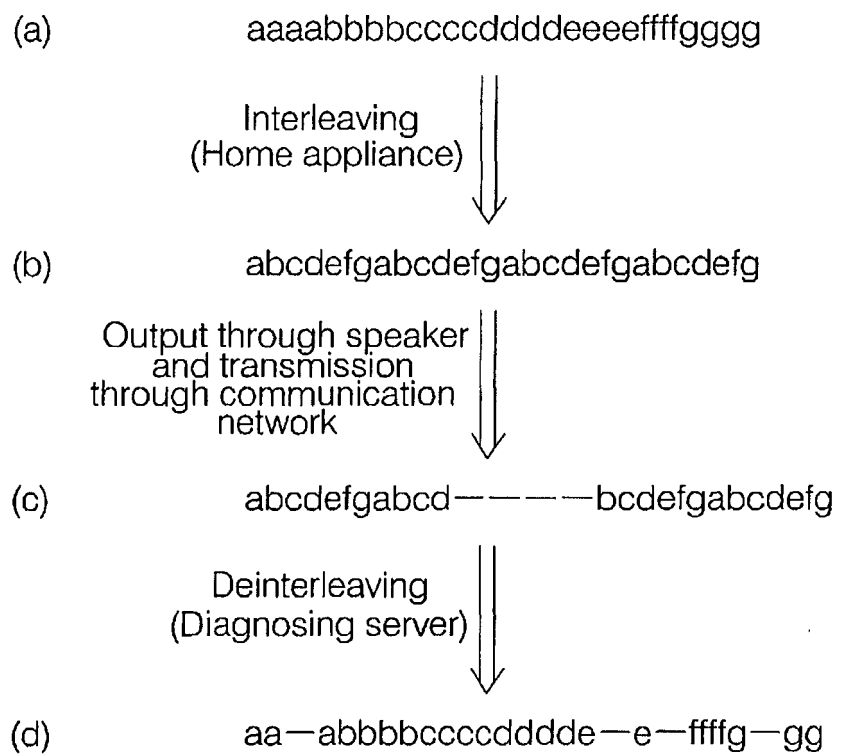 (a) aaaabbbbccccddddeeeeffffgggg
Interleaving
(Home appliance)
(b) abcdefgabcdefgabcdefgabcdefg
Output through speaker
and transmission
through communication
network
(c) abcdefgabcd————bcdefgabcdefg
Deinterleaving
(Diagnosing server)
(d) aa—abbbbccccdddde—e—ffffg—gg